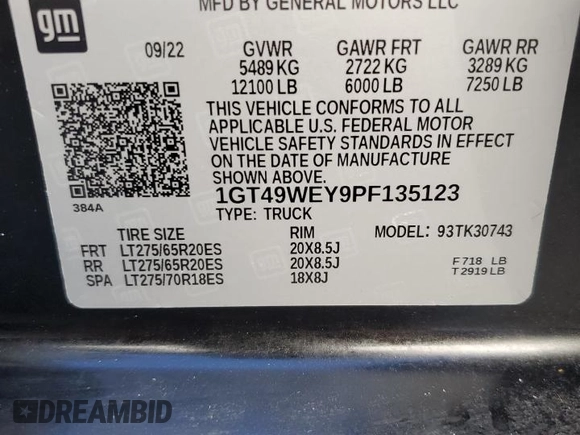 MFD BY GENERAL MOTORS LLC
gm
09/22 GVWR GAWR FRT GAWR RR
5489 KG 2722 KG 3289 KG
12100 LB 6000 LB 7250 LB
THIS VEHICLE CONFORMS TO ALL
APPLICABLE U.S. FEDERAL MOTOR
VEHICLE SAFETY STANDARDS IN EFFECT
ON THE DATE OF MANUFACTURE
SHOWN ABOVE.
384A
1GT49WEY9PF135123
TYPE: TRUCK
TIRE SIZE RIM MODEL: 93TK30743
FRT LT275/65R20ES 20X8.5J F 718 LB
RR LT275/65R20ES 20X8.5J T 2919 LB
SPA LT275/70R18ES 18X8J
DREAMBID